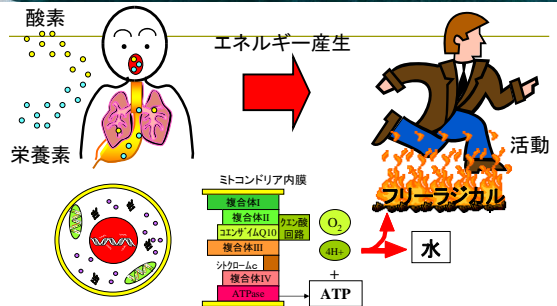 酸素
エネルギー産生
栄養素
活動
フリーラジカル
ミトコンドリア内膜
複合体I
複合体II
コエンザイムQ10
クエン酸
回路
複合体III
シトクロームc
複合体IV
ATPase
O2
4H+
水
+
ATP